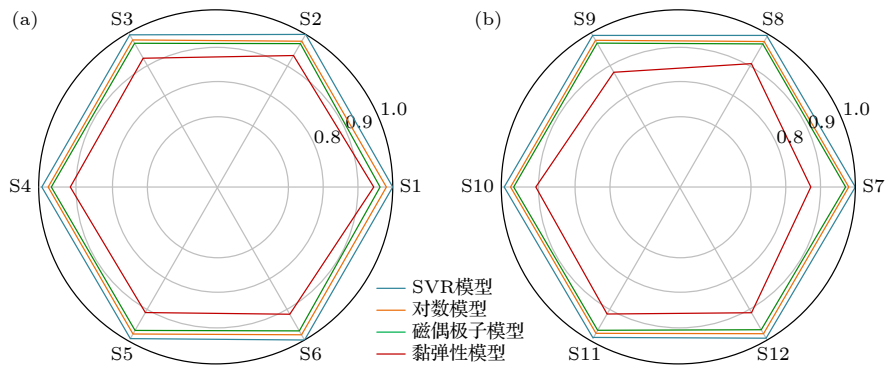 (a)
S3
S2
1.0
0.9
0.8
S4
S1
S5
S6
(b)
S9
S8
1.0
0.9
0.8
S10
S7
S11
S12
SVR模型
对数模型
磁偶极子模型
黏弹性模型